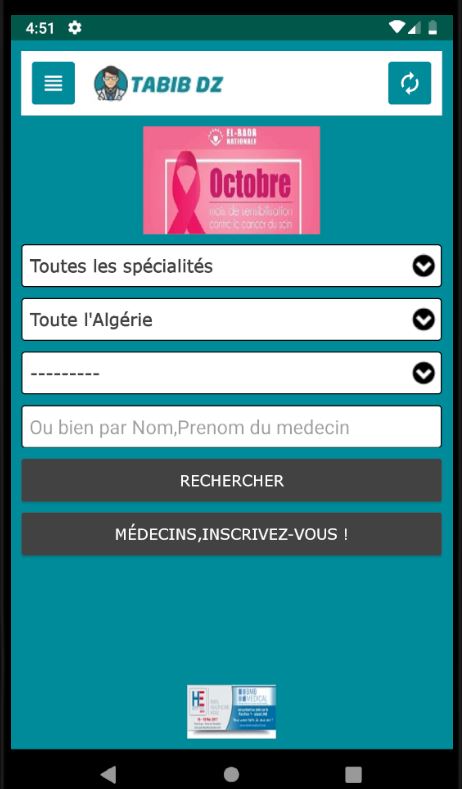 4:51
TABIB DZ
EL-BADR
NATIONALE
Octobre
mois de sensibilisation
contre le cancer du sein
Toutes les spécialités
Toute l'Algérie
---------
Ou bien par Nom,Prenom du medecin
RECHERCHER
MÉDECINS,INSCRIVEZ-VOUS !
HE
MEDICAL